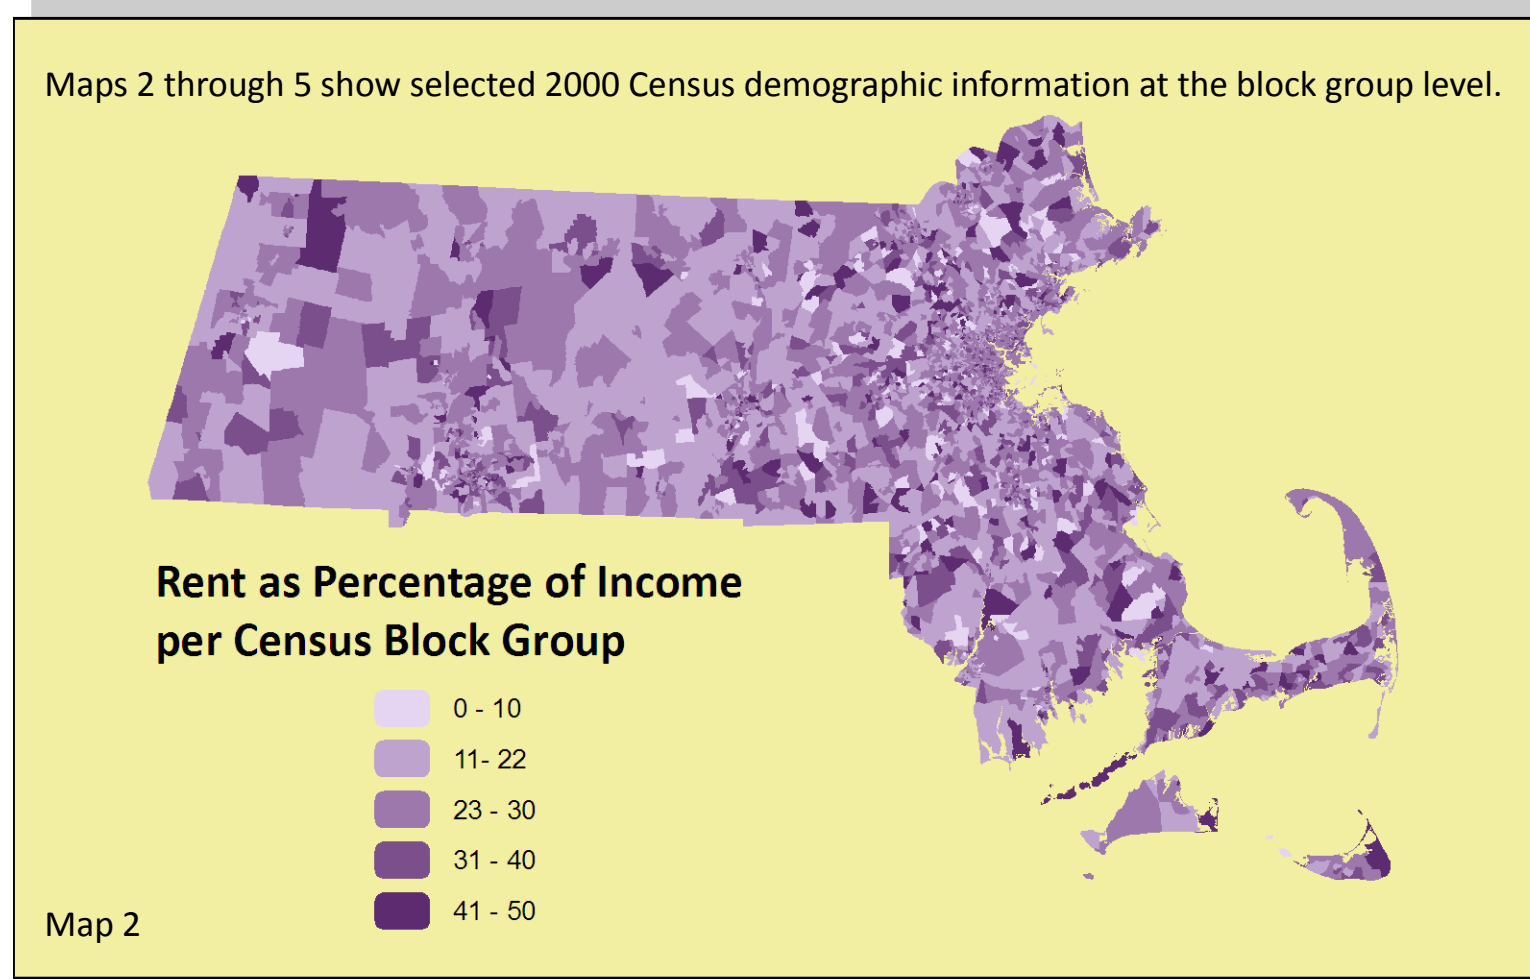 Maps 2 through 5 show selected 2000 Census demographic information at the block group level.
Rent as Percentage of Income
per Census Block Group
0 - 10
11- 22
23 - 30
31 - 40
41 - 50
Map 2